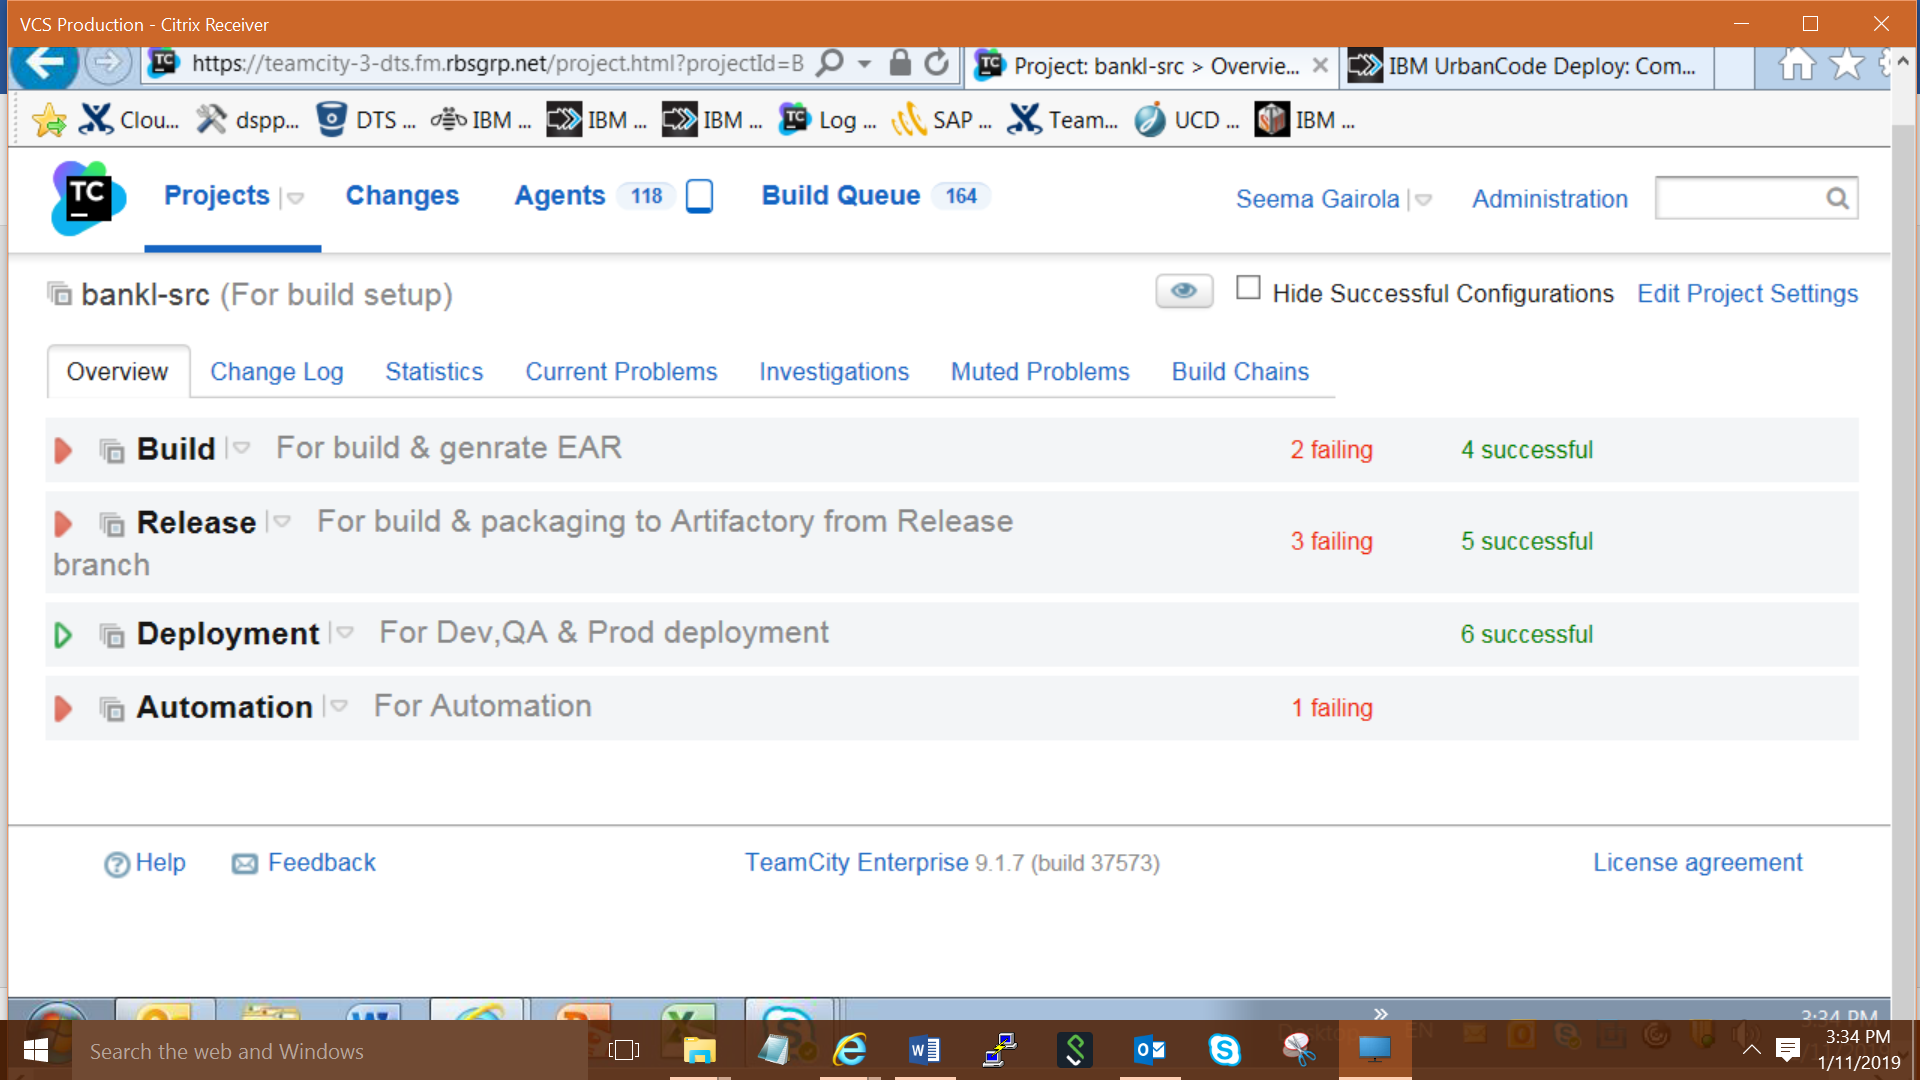 VCS Production - Citrix Receiver
https://teamcity-3-dts.fm.rbsgrp.net/project.html?projectId=B
TC Project: bankl-src > Overvie...
IBM UrbanCode Deploy: Com...
Clou... dspp... DTS ... IBM ... IBM ... IBM ... TC Log ... SAP ... Team... UCD ... IBM ...
TC Projects Changes Agents 118 Build Queue 164 Seema Gairola Administration
bankl-src (For build setup) Hide Successful Configurations Edit Project Settings
Overview Change Log Statistics Current Problems Investigations Muted Problems Build Chains
Build For build & genrate EAR 2 failing 4 successful
Release For build & packaging to Artifactory from Release
branch
3 failing 5 successful
Deployment For Dev,QA & Prod deployment 6 successful
Automation For Automation 1 failing
Help Feedback TeamCity Enterprise 9.1.7 (build 37573) License agreement
Search the web and Windows
3:34 PM
1/11/2019